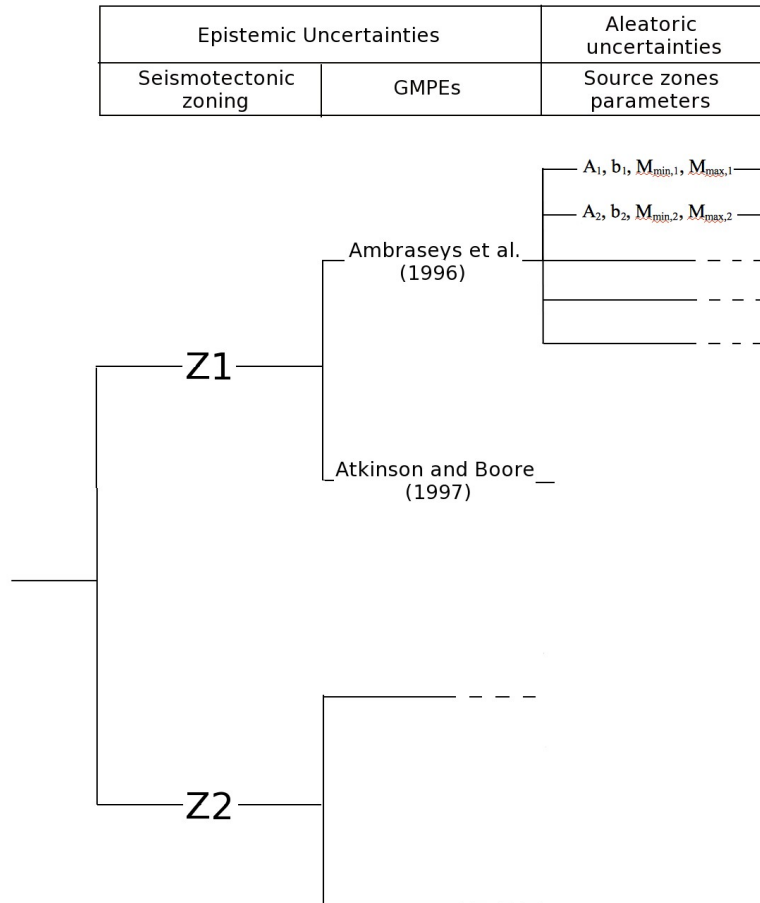 Epistemic Uncertainties
Aleatoric
uncertainties
Seismotectonic
zoning
GMPEs
Source zones
parameters
A1, b1, Mmin,1, Mmax,1
A2, b2, Mmin,2, Mmax,2
Ambraseys et al.
(1996)
Z1
Atkinson and Boore
(1997)
Z2